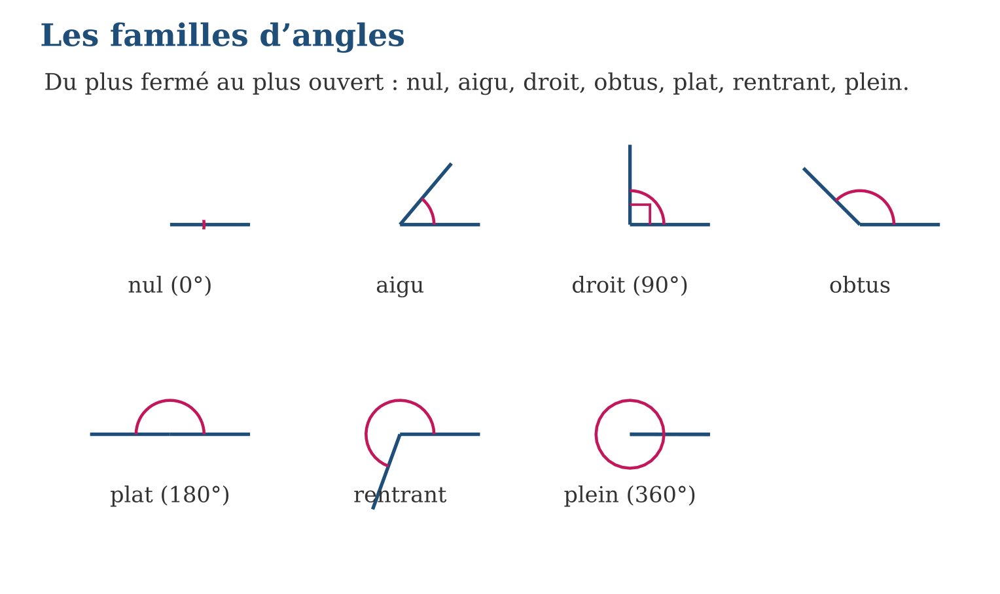 Les familles d’angles
Du plus fermé au plus ouvert : nul, aigu, droit, obtus, plat, rentrant, plein.
nul (0°)
aigu
droit (90°)
obtus
plat (180°)
rentrant
plein (360°)